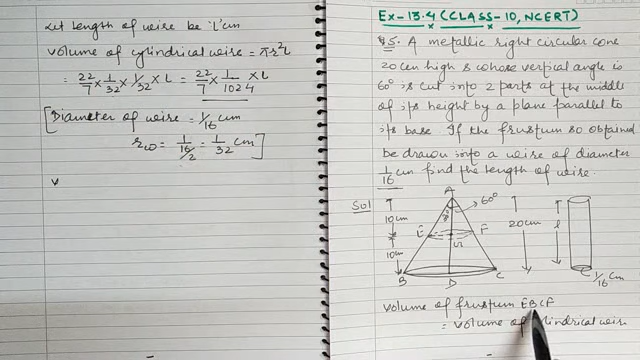 Let length of wire be 'L' cm
Volume of cylindrical wire = πr²L
= 22/7 × 1/32 × 1/32 × L = 22/7 × 1/1024 × L
[Diameter of wire = 1/16 cm
r = 1/16/2 = 1/32 cm]
V
Ex-13.4 (CLASS-10, NCERT)
5. A metallic right circular cone
20 cm high & whose vertical angle is
60° is cut into 2 parts at the middle
of its height by a plane parallel to
its base. If the frustum so obtained
be drawn into a wire of diameter
1/16 cm find the length of wire.
Sol
A
60°
30°
10cm
10cm
E
F
G
B
D
C
20cm
l
1/16 cm
Volume of frustum EBCF
= volume of cylindrical wire